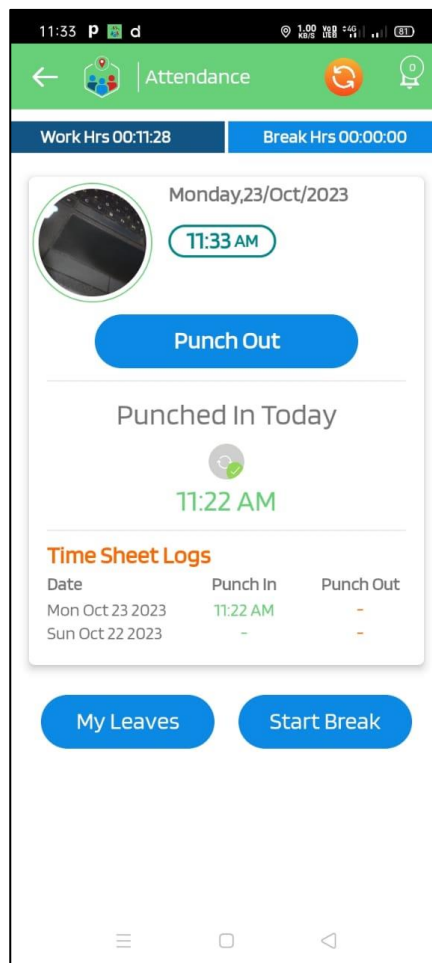 11:33 P d 1.00 KB/S VoD LTE 4G 81
Attendance 0
Work Hrs 00:11:28 Break Hrs 00:00:00
Monday,23/Oct/2023
11:33 AM
Punch Out
Punched In Today
11:22 AM
Time Sheet Logs
Date Punch In Punch Out
Mon Oct 23 2023 11:22 AM -
Sun Oct 22 2023 - -
My Leaves Start Break